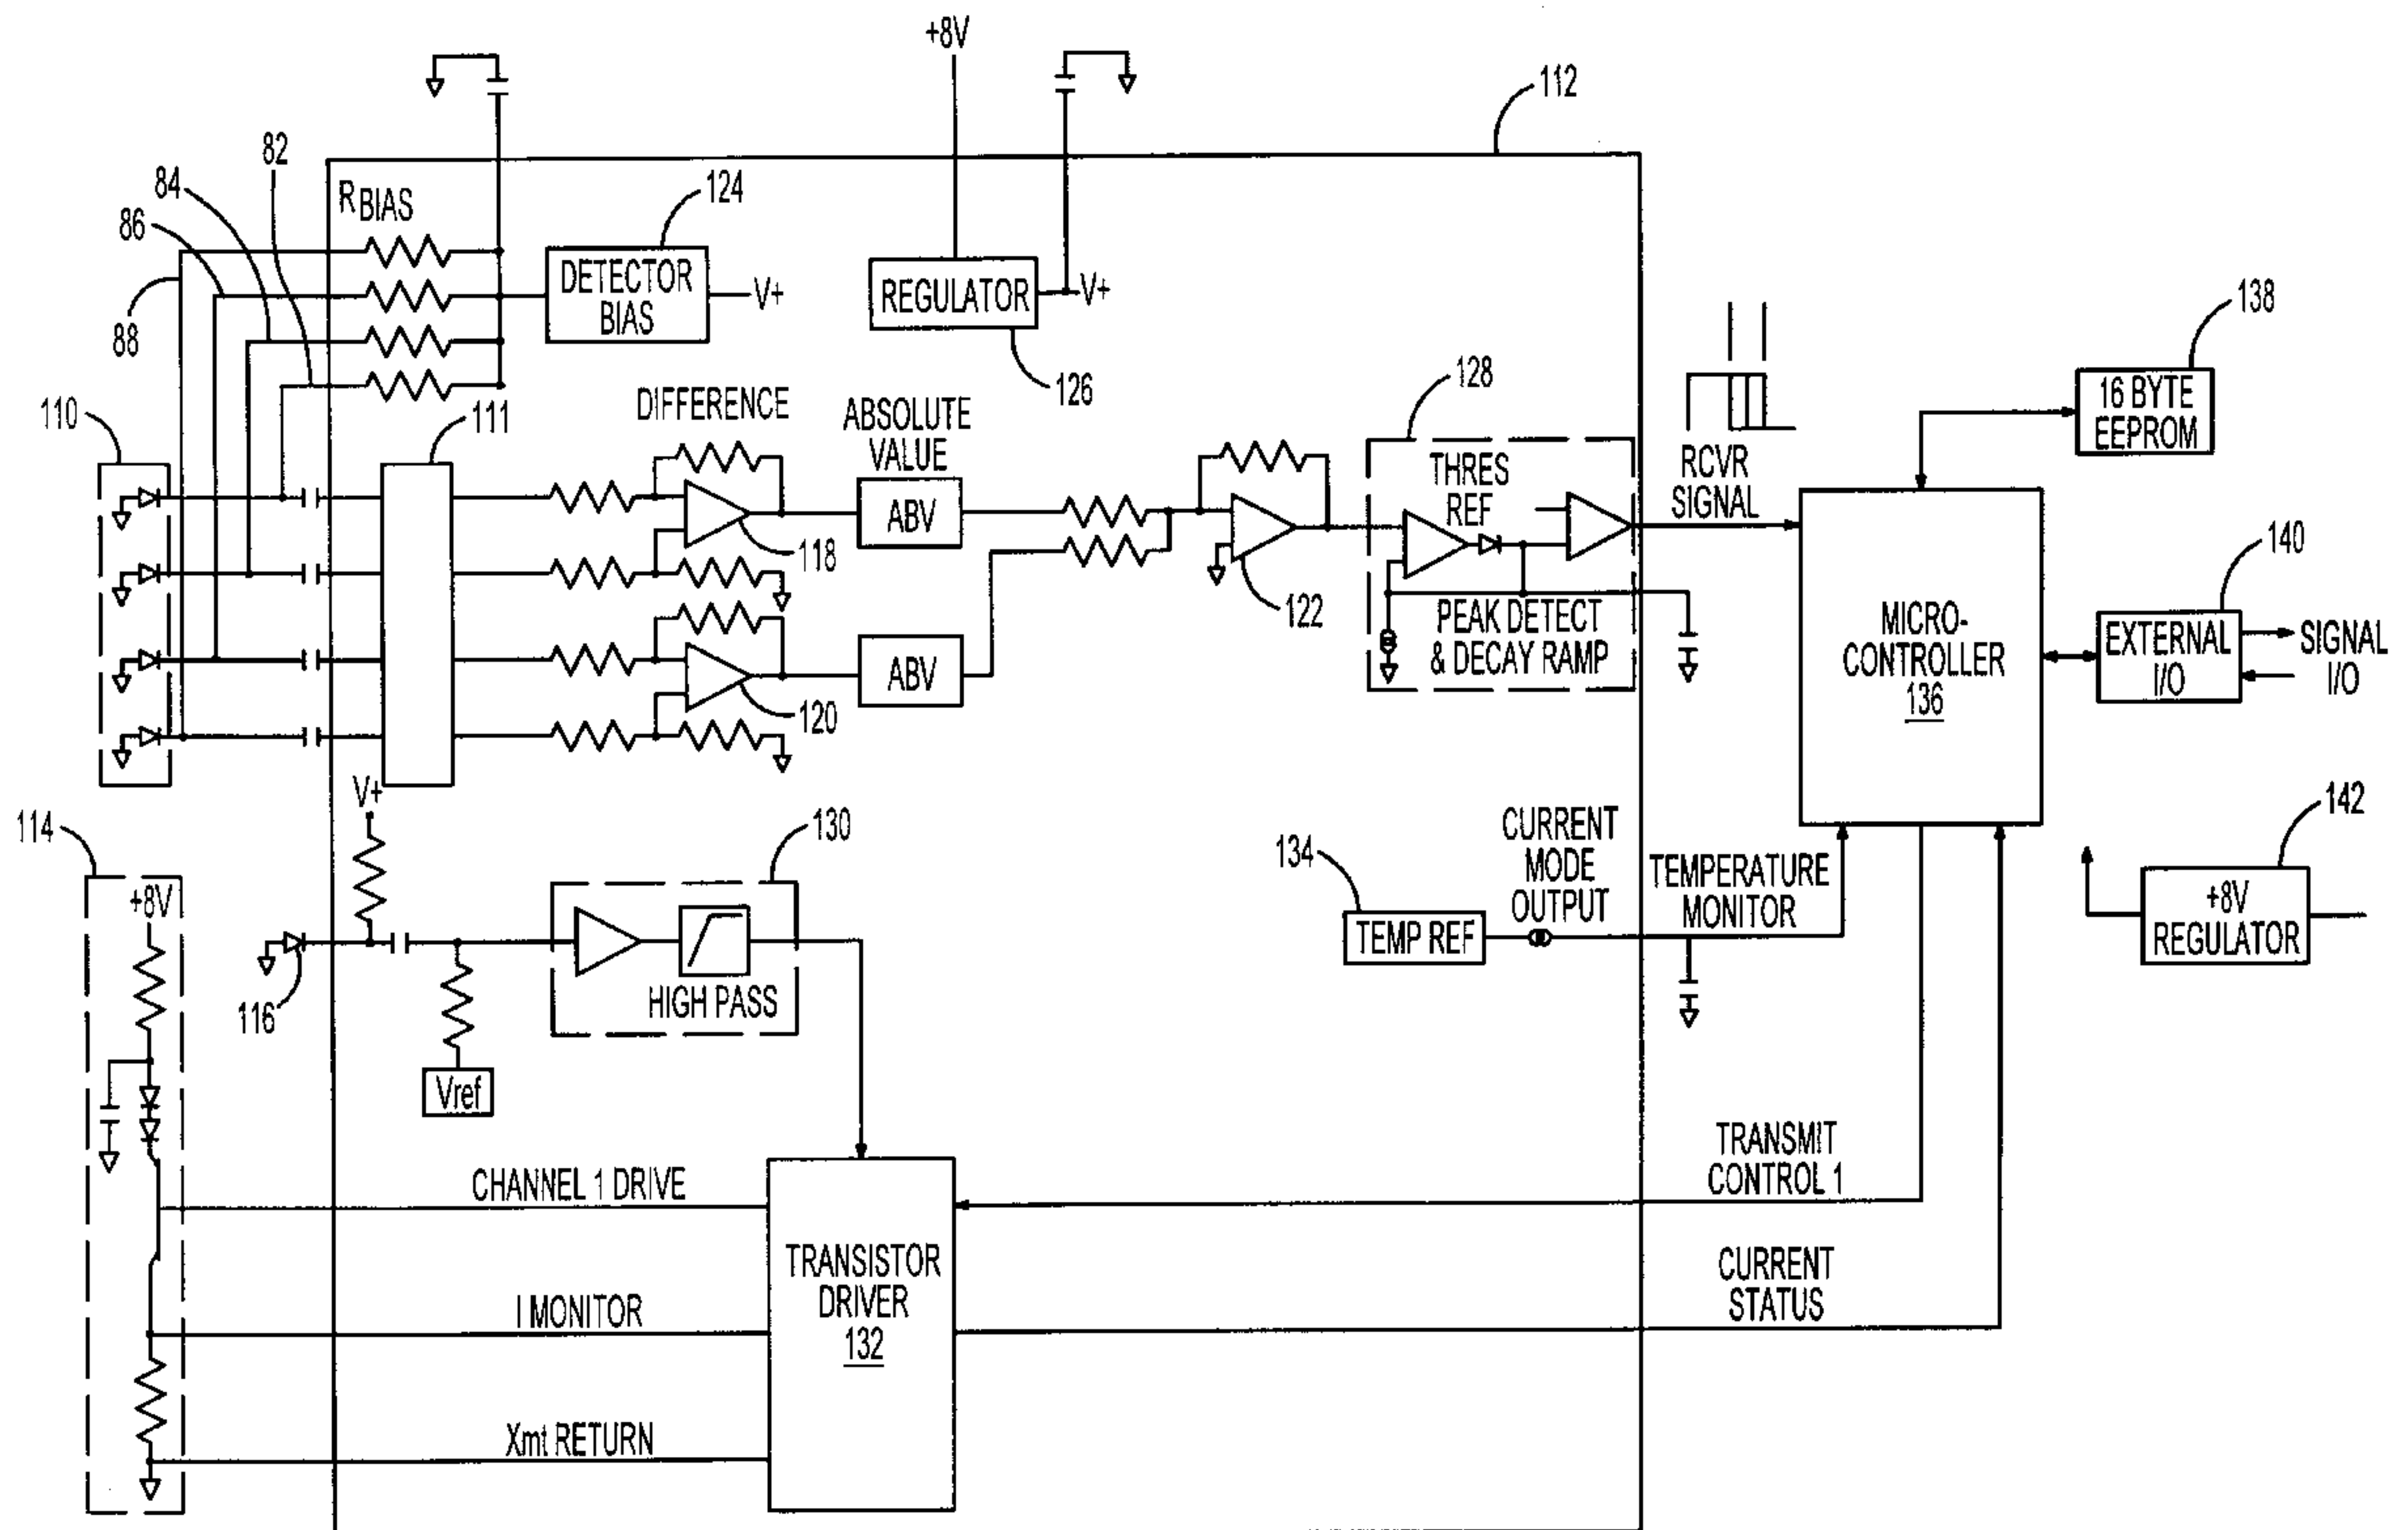 +8V
112
82
84
86
88
R BIAS
124
DETECTOR
BIAS
V+
REGULATOR
V+
126
138
16 BYTE
EEPROM
110
111
DIFFERENCE
ABSOLUTE
VALUE
ABV
118
128
THRES
REF
RCVR
SIGNAL
122
PEAK DETECT
& DECAY RAMP
MICRO-
CONTROLLER
136
140
EXTERNAL
I/O
SIGNAL
I/O
ABV
120
V+
114
+8V
116
130
HIGH PASS
Vref
134
TEMP REF
CURRENT
MODE
OUTPUT
TEMPERATURE
MONITOR
142
+8V
REGULATOR
CHANNEL 1 DRIVE
I MONITOR
Xmt RETURN
TRANSISTOR
DRIVER
132
TRANSMIT
CONTROL 1
CURRENT
STATUS